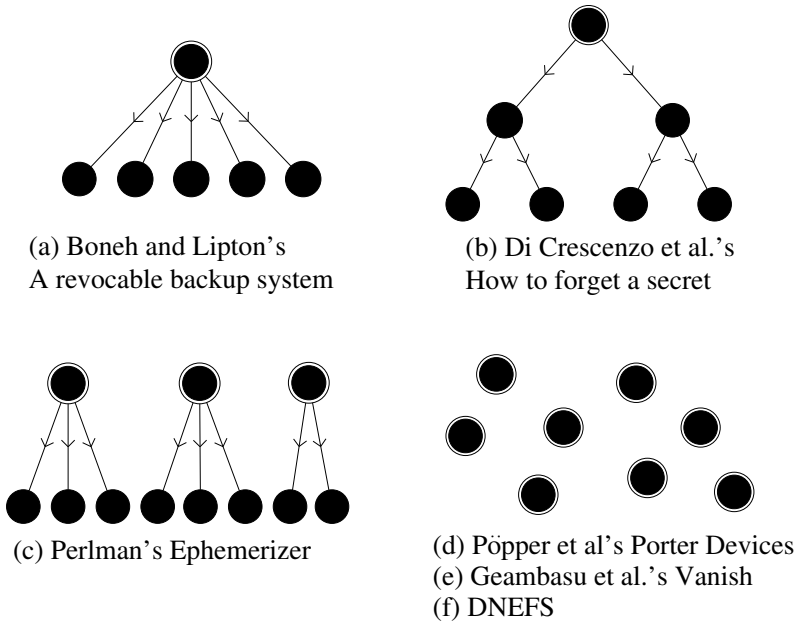 (a) Boneh and Lipton's
A revocable backup system
(b) Di Crescenzo et al.'s
How to forget a secret
(c) Perlman's Ephemerizer
(d) Pöpper et al's Porter Devices
(e) Geambasu et al.'s Vanish
(f) DNEFS